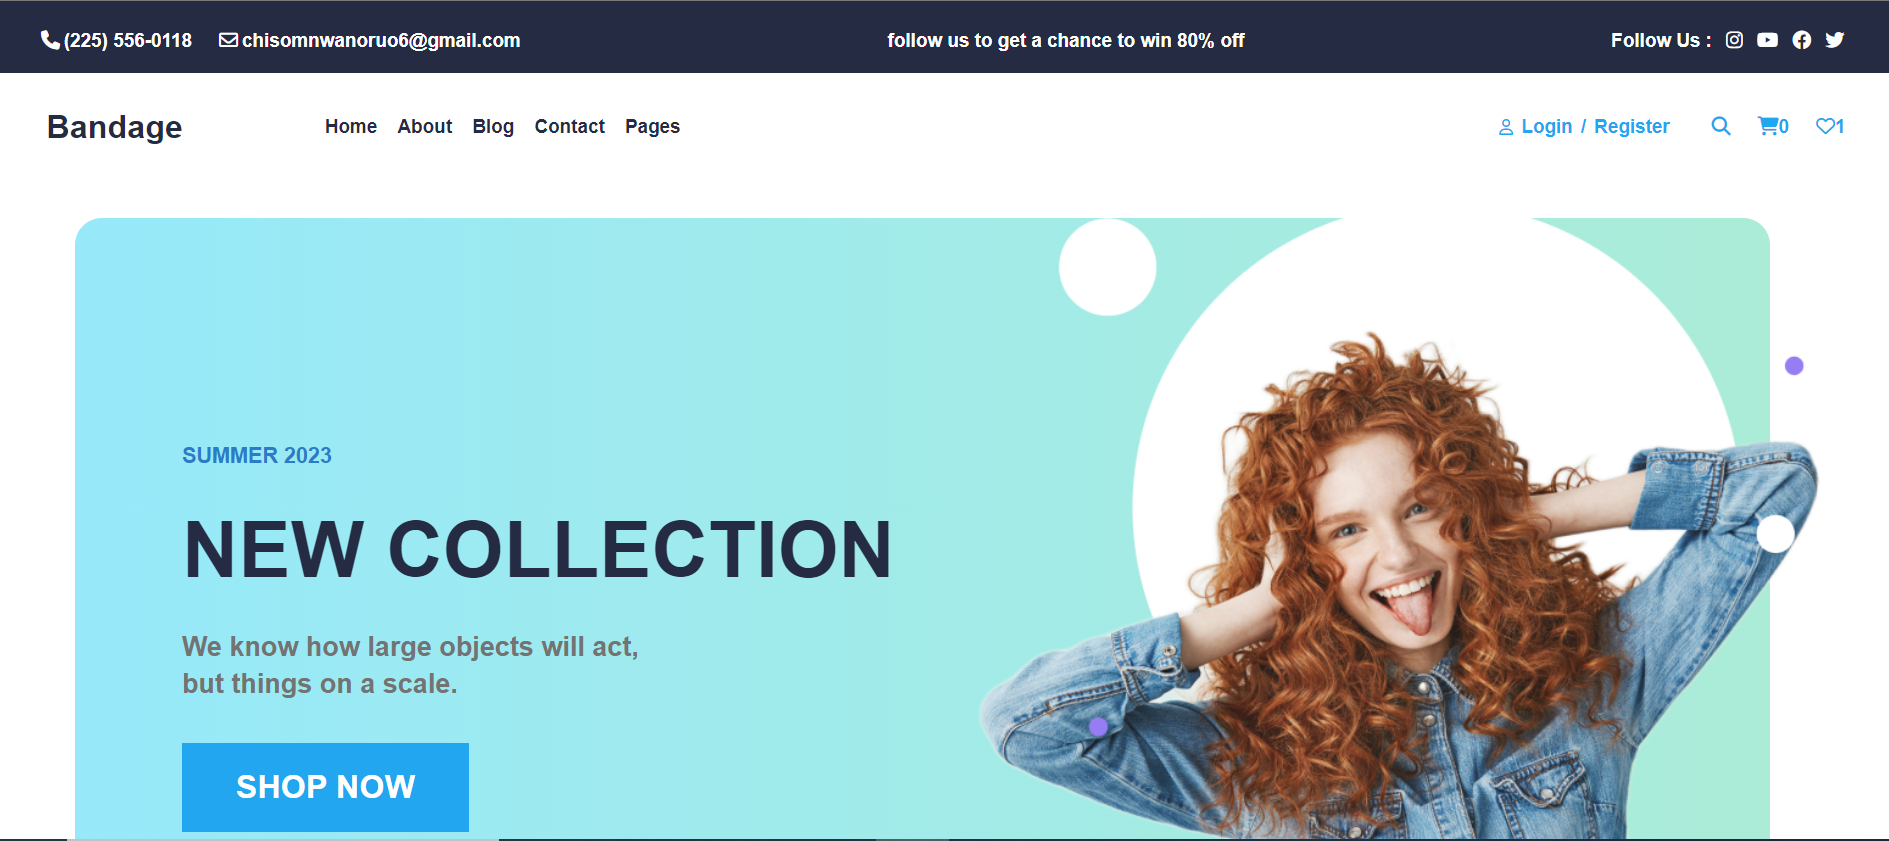 (225) 556-0118 chisomnwanoruo6@gmail.com follow us to get a chance to win 80% off Follow Us :
Bandage Home About Blog Contact Pages Login / Register 0 1
SUMMER 2023
NEW COLLECTION
We know how large objects will act,
but things on a scale.
SHOP NOW